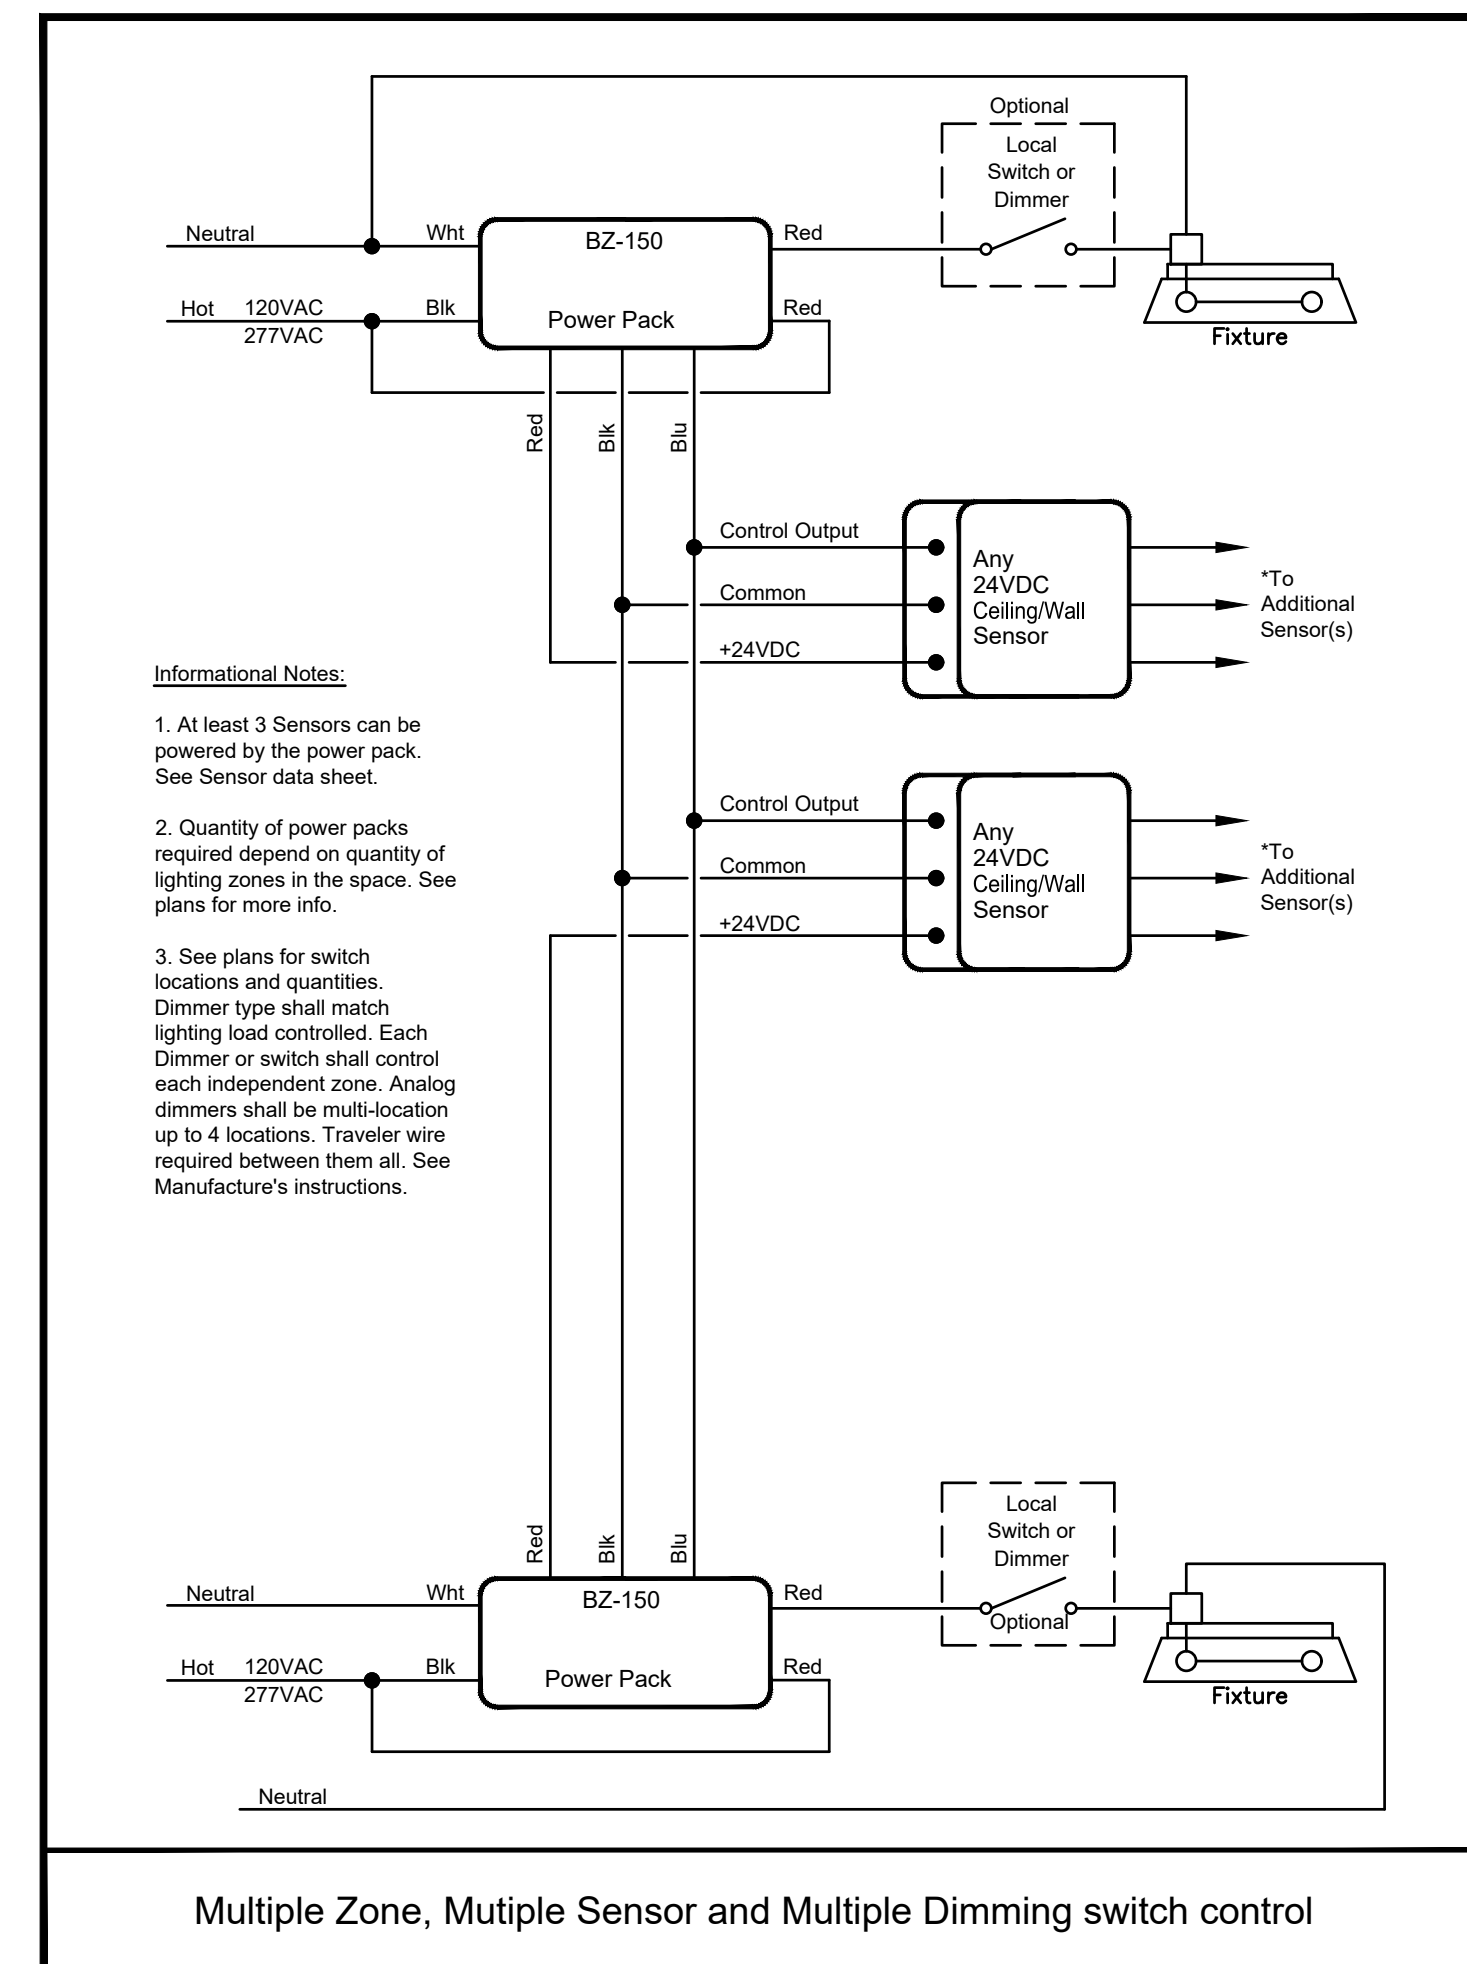 Optional
Local
Switch or
Dimmer
Neutral
Wht
BZ-150
Red
Hot
120VAC
277VAC
Blk
Power Pack
Red
Fixture
Red
Blk
Blu
Control Output
Common
+24VDC
Any
24VDC
Ceiling/Wall
Sensor
*To
Additional
Sensor(s)
Informational Notes:
1. At least 3 Sensors can be
powered by the power pack.
See Sensor data sheet.
2. Quantity of power packs
required depend on quantity of
lighting zones in the space. See
plans for more info.
3. See plans for switch
locations and quantities.
Dimmer type shall match
lighting load controlled. Each
Dimmer or switch shall control
each independent zone. Analog
dimmers shall be multi-location
up to 4 locations. Traveler wire
required between them all. See
Manufacture's instructions.
Control Output
Common
+24VDC
Any
24VDC
Ceiling/Wall
Sensor
*To
Additional
Sensor(s)
Red
Blk
Blu
Local
Switch or
Dimmer
Optional
Neutral
Wht
BZ-150
Red
Hot
120VAC
277VAC
Blk
Power Pack
Red
Fixture
Neutral
Multiple Zone, Mutiple Sensor and Multiple Dimming switch control